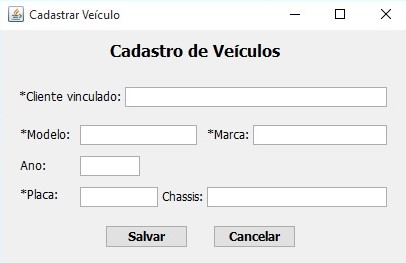 Cadastrar Veículo
Cadastro de Veículos
*Cliente vinculado:
*Modelo: *Marca:
Ano:
*Placa: Chassis:
Salvar Cancelar